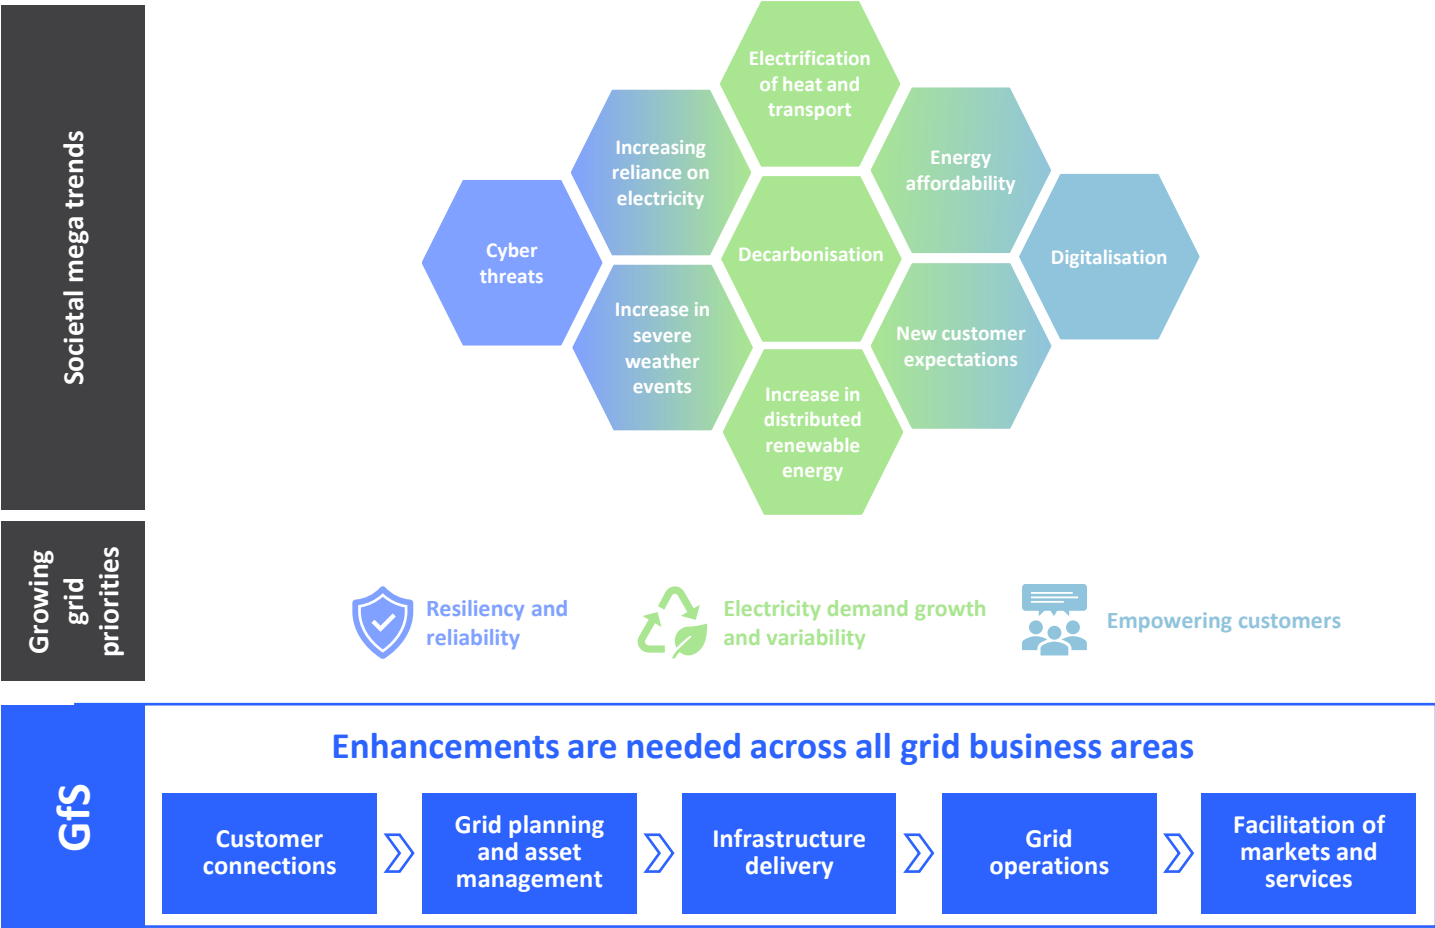 Societal mega trends
Electrification
of heat and
transport
Increasing
reliance on
electricity
Energy
affordability
Cyber
threats
Decarbonisation
Digitalisation
Increase in
severe
weather
events
New customer
expectations
Increase in
distributed
renewable
energy
Growing
grid
priorities
Resiliency and
reliability
Electricity demand growth
and variability
Empowering customers
GfS
Enhancements are needed across all grid business areas
Customer
connections
Grid planning
and asset
management
Infrastructure
delivery
Grid
operations
Facilitation of
markets and
services